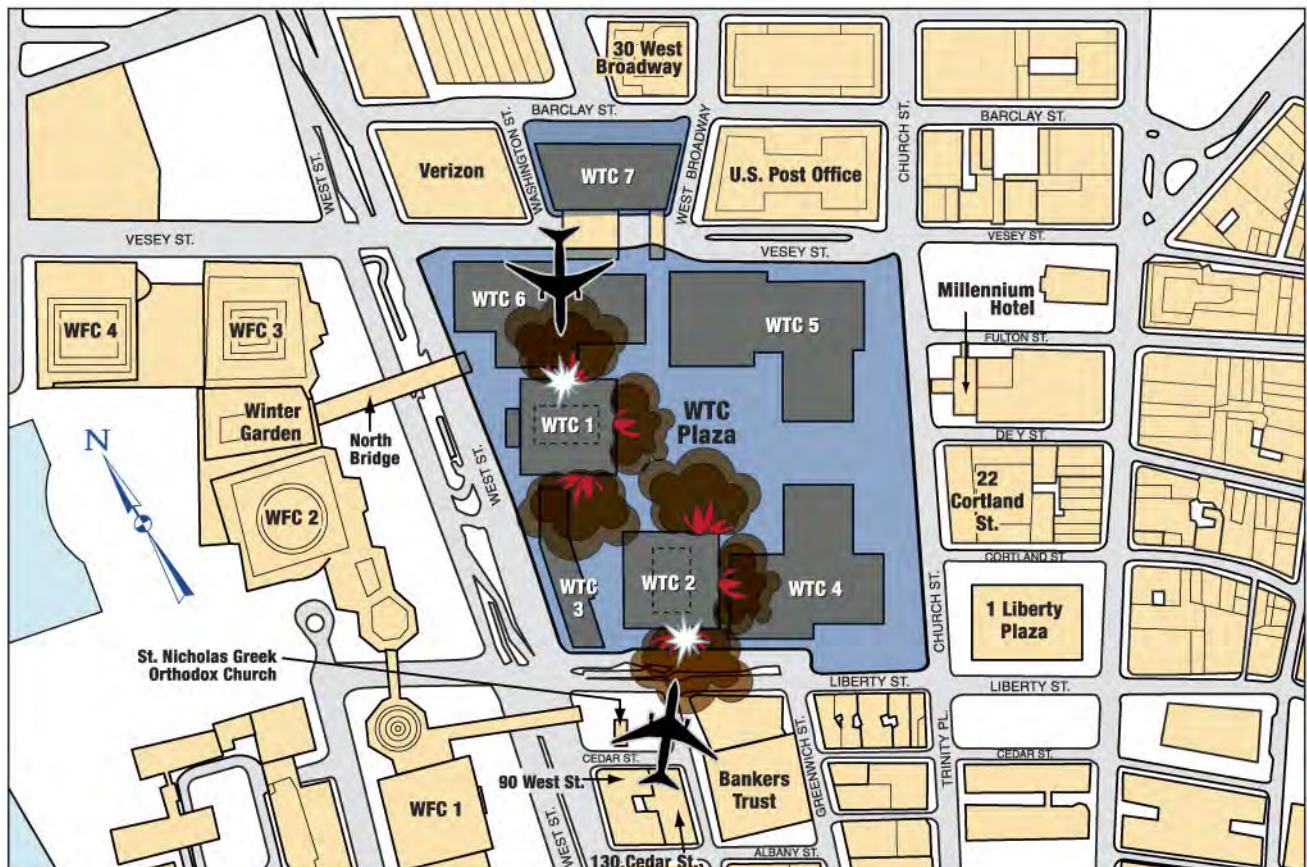 30 West
Broadway
BARCLAY ST.
BARCLAY ST.
WEST ST.
Verizon
WASHINGTON ST.
WTC 7
WEST BROADWAY
U.S. Post Office
CHURCH ST.
VESEY ST.
VESEY ST.
VESEY ST.
WFC 4
WFC 3
WTC 6
WTC 5
Millennium
Hotel
FULTON ST.
Winter
Garden
North
Bridge
WTC 1
WTC
Plaza
DEY ST.
N
WEST ST.
WFC 2
22
Cortland
St.
CORTLAND ST.
WTC
3
WTC 2
WTC 4
CHURCH ST.
1 Liberty
Plaza
St. Nicholas Greek
Orthodox Church
LIBERTY ST.
LIBERTY ST.
CEDAR ST.
CEDAR ST.
90 West St.
Bankers
Trust
GREENWICH ST.
TRINITY PL.
WFC 1
WEST ST.
130 Cedar St.
ALBANY ST.